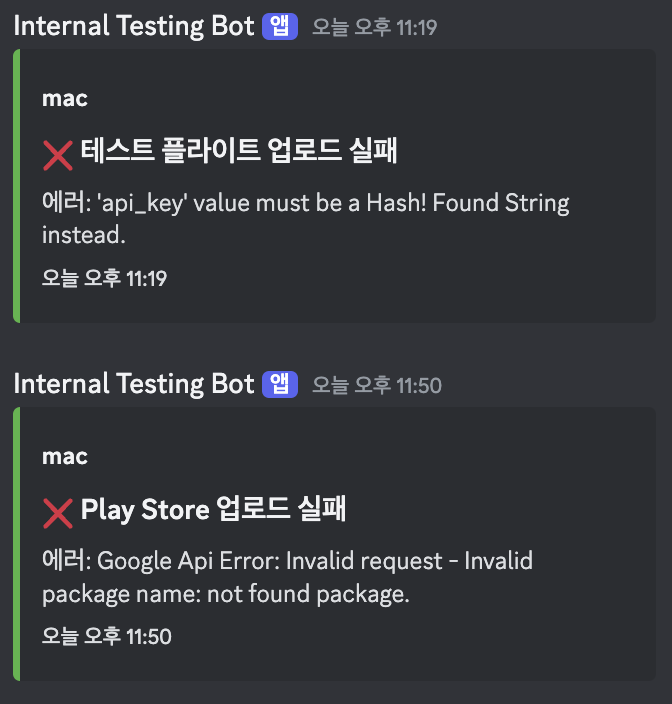 Internal Testing Bot 앱 오늘 오후 11:19
mac
❌ 테스트 플라이트 업로드 실패
에러: 'api_key' value must be a Hash! Found String
instead.
오늘 오후 11:19
Internal Testing Bot 앱 오늘 오후 11:50
mac
❌ Play Store 업로드 실패
에러: Google Api Error: Invalid request - Invalid
package name: not found package.
오늘 오후 11:50